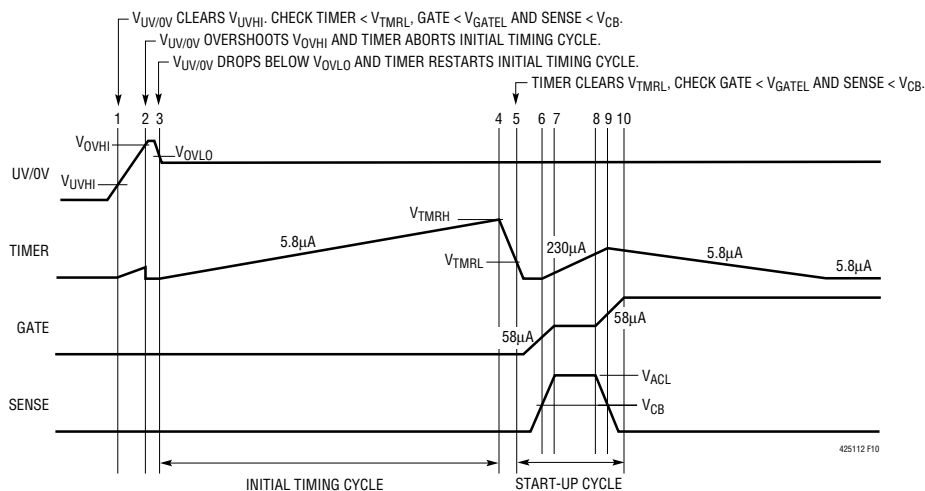 V_UV/0V CLEARS V_UVHI. CHECK TIMER < V_TMRL, GATE < V_GATEL AND SENSE < V_CB.
V_UV/0V OVERSHOOTS V_OVHI AND TIMER ABORTS INITIAL TIMING CYCLE.
V_UV/0V DROPS BELOW V_OVLO AND TIMER RESTARTS INITIAL TIMING CYCLE.
TIMER CLEARS V_TMRL, CHECK GATE < V_GATEL AND SENSE < V_CB.
1 2 3 4 5 6 7 8 9 10
V_OVHI
V_OVLO
UV/0V
V_UVHI
V_TMRH
5.8µA
230µA
TIMER
V_TMRL
5.8µA
5.8µA
GATE
58µA
58µA
V_ACL
SENSE
V_CB
425112 F10
INITIAL TIMING CYCLE
START-UP CYCLE